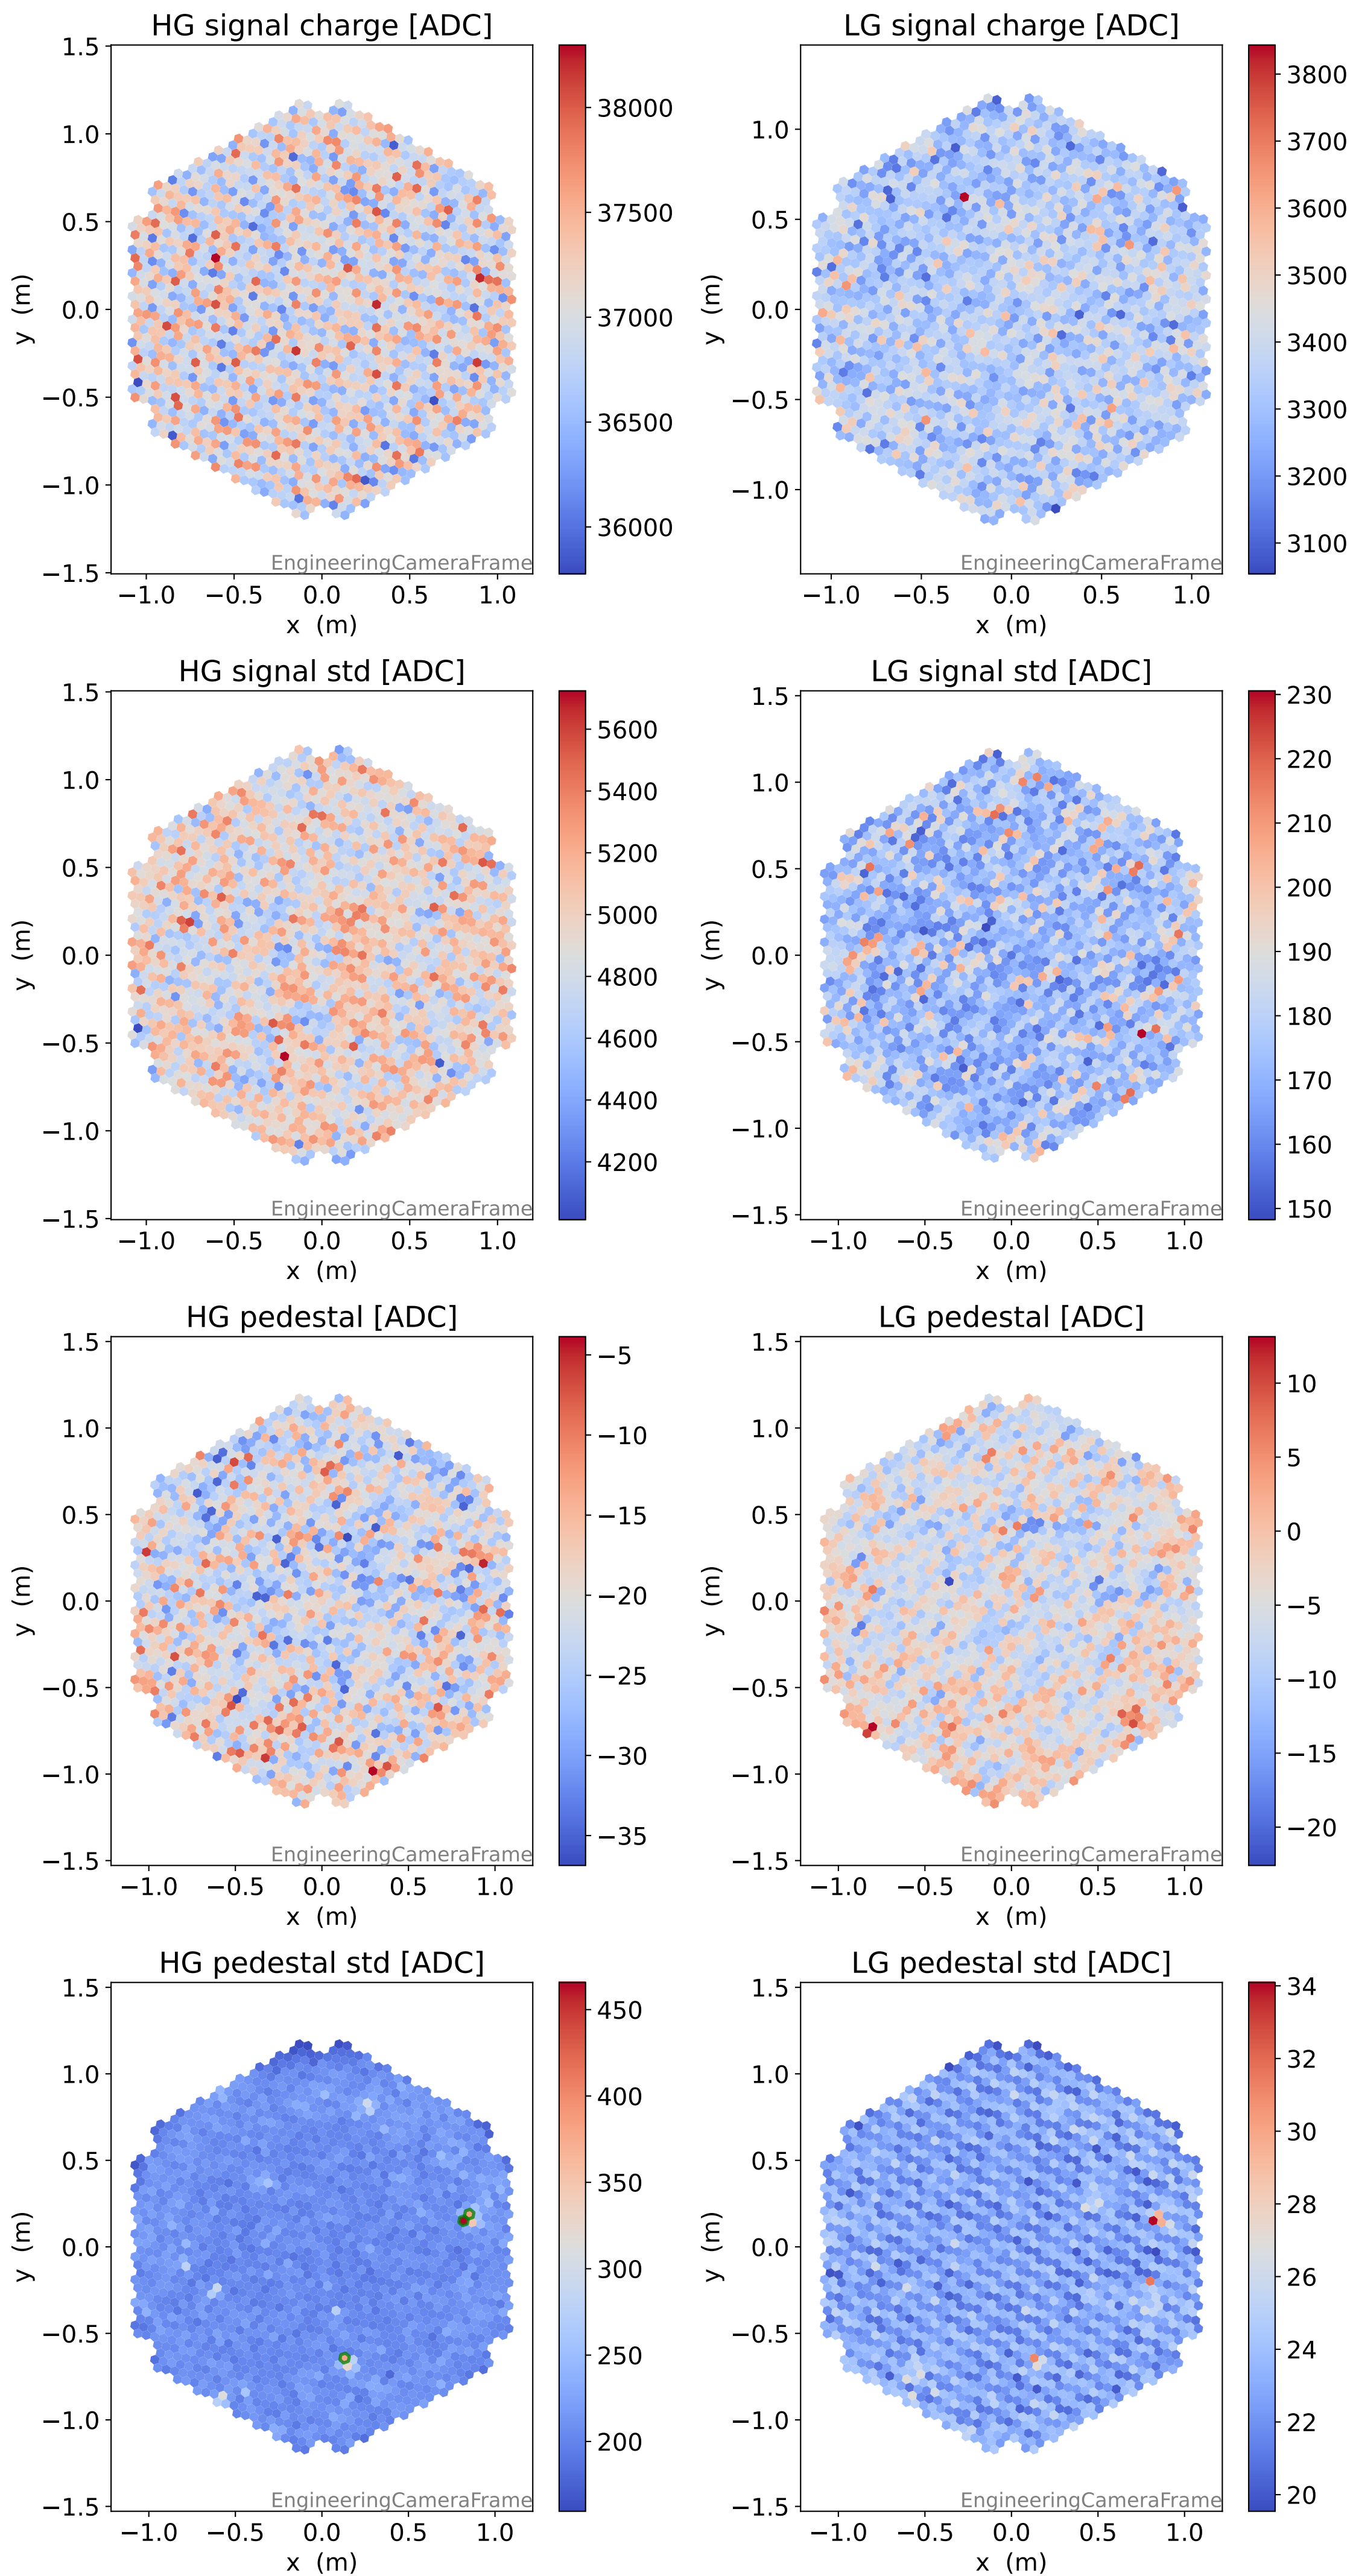 HG signal charge [ADC]
1.5
1.0
0.5
0.0
−0.5
−1.0
−1.5
y (m)
−1.0 −0.5 0.0 0.5 1.0
x (m)
EngineeringCameraFrame
38000
37500
37000
36500
36000
LG signal charge [ADC]
1.0
0.5
0.0
−0.5
−1.0
y (m)
−1.0 −0.5 0.0 0.5 1.0
x (m)
EngineeringCameraFrame
3800
3700
3600
3500
3400
3300
3200
3100
HG signal std [ADC]
1.5
1.0
0.5
0.0
−0.5
−1.0
−1.5
y (m)
−1.0 −0.5 0.0 0.5 1.0
x (m)
EngineeringCameraFrame
5600
5400
5200
5000
4800
4600
4400
4200
LG signal std [ADC]
1.5
1.0
0.5
0.0
−0.5
−1.0
−1.5
y (m)
−1.0 −0.5 0.0 0.5 1.0
x (m)
EngineeringCameraFrame
230
220
210
200
190
180
170
160
150
HG pedestal [ADC]
1.5
1.0
0.5
0.0
−0.5
−1.0
−1.5
y (m)
−1.0 −0.5 0.0 0.5 1.0
x (m)
EngineeringCameraFrame
−5
−10
−15
−20
−25
−30
−35
LG pedestal [ADC]
1.5
1.0
0.5
0.0
−0.5
−1.0
−1.5
y (m)
−1.0 −0.5 0.0 0.5 1.0
x (m)
EngineeringCameraFrame
10
5
0
−5
−10
−15
−20
HG pedestal std [ADC]
1.5
1.0
0.5
0.0
−0.5
−1.0
−1.5
y (m)
−1.0 −0.5 0.0 0.5 1.0
x (m)
EngineeringCameraFrame
450
400
350
300
250
200
LG pedestal std [ADC]
1.5
1.0
0.5
0.0
−0.5
−1.0
−1.5
y (m)
−1.0 −0.5 0.0 0.5 1.0
x (m)
EngineeringCameraFrame
34
32
30
28
26
24
22
20